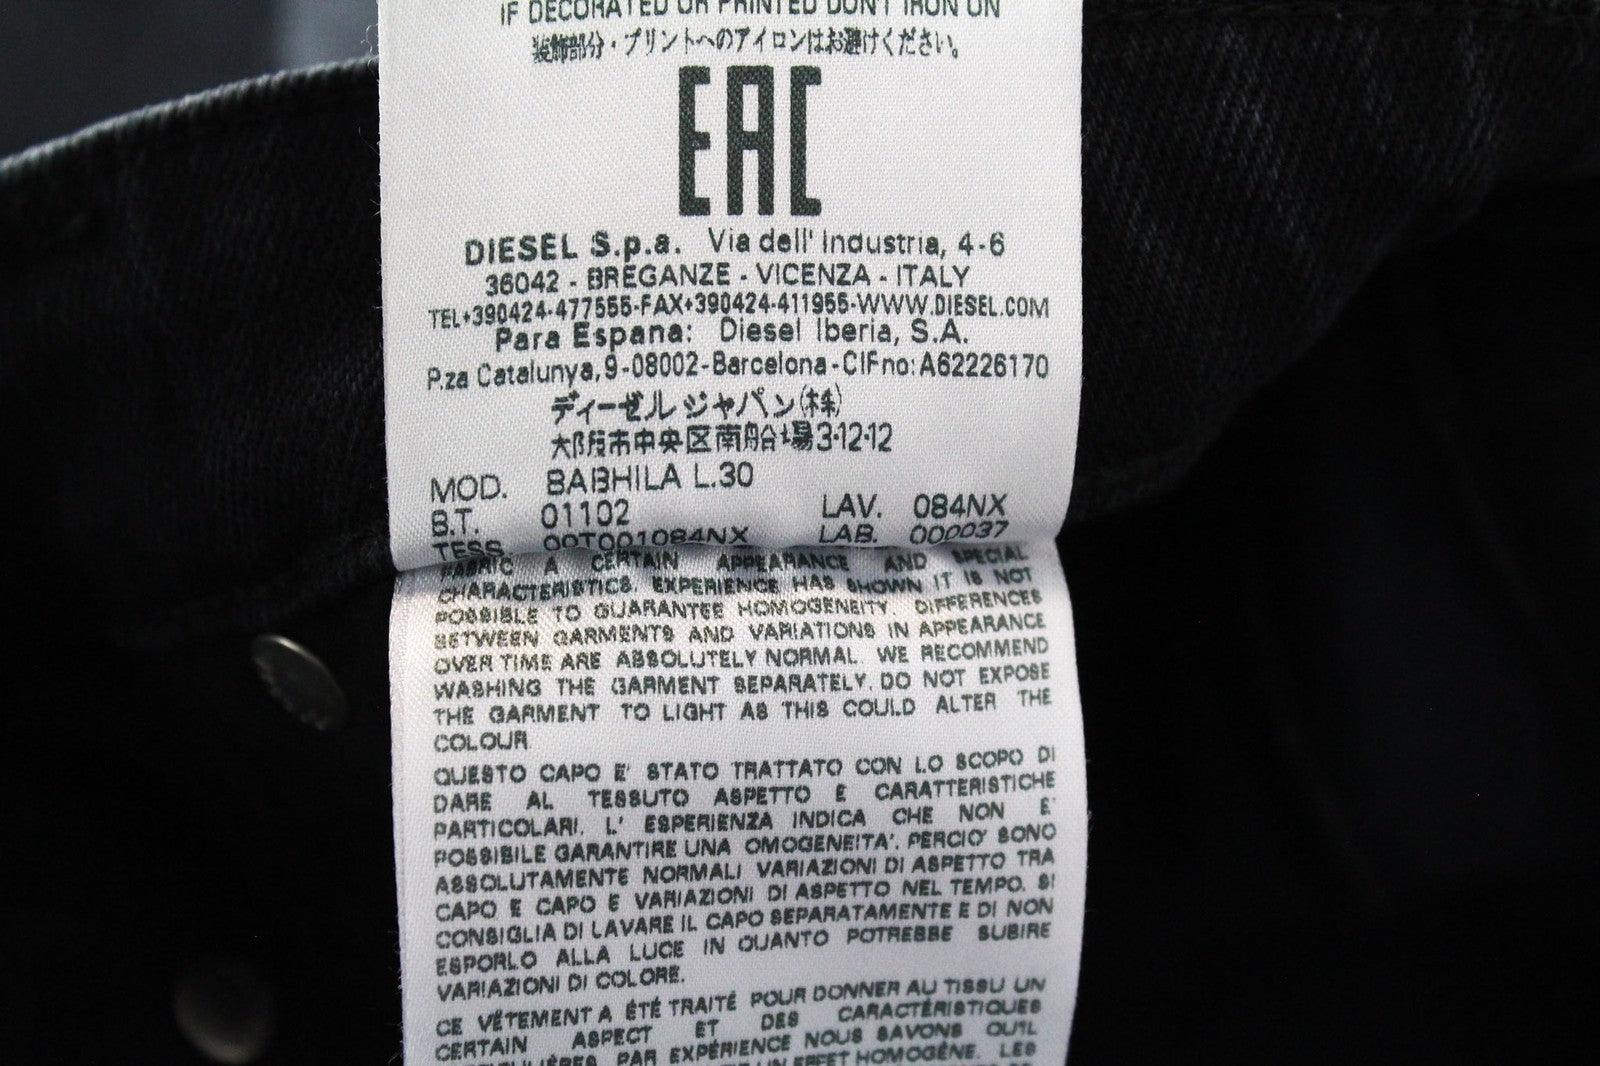 IF DECORATED OR PRINTED DON'T IRON ON
装飾部分・プリントへのアイロンはお避けください。
EAC
DIESEL S.p.a. Via dell' Industria, 4-6
36042 - BREGANZE - VICENZA - ITALY
TEL+390424-477555-FAX+390424-411955-WWW.DIESEL.COM
Para Espana: Diesel Iberia, S.A.
P.za Catalunya, 9-08002-Barcelona-CIFno: A62226170
ディーゼル ジャパン(株)
大阪市中央区南船場3-12-12
MOD. BABHILA L.30
B.T. 01102 LAV. 084NX
TESS. 00T001084NX LAB. 000037
FABRIC A CERTAIN APPEARANCE AND SPECIAL
CHARACTERISTICS. EXPERIENCE HAS SHOWN IT IS NOT
POSSIBLE TO GUARANTEE HOMOGENEITY. DIFFERENCES
BETWEEN GARMENTS AND VARIATIONS IN APPEARANCE
OVER TIME ARE ABSOLUTELY NORMAL. WE RECOMMEND
WASHING THE GARMENT SEPARATELY. DO NOT EXPOSE
THE GARMENT TO LIGHT AS THIS COULD ALTER THE
COLOUR
QUESTO CAPO E' STATO TRATTATO CON LO SCOPO DI
DARE AL TESSUTO ASPETTO E CARATTERISTICHE
PARTICOLARI. L' ESPERIENZA INDICA CHE NON E'
POSSIBILE GARANTIRE UNA OMOGENEITA'. PERCIO' SONO
ASSOLUTAMENTE NORMALI VARIAZIONI DI ASPETTO TRA
CAPO E CAPO E VARIAZIONI DI ASPETTO NEL TEMPO. SI
CONSIGLIA DI LAVARE IL CAPO SEPARATAMENTE E DI NON
ESPORLO ALLA LUCE IN QUANTO POTREBBE SUBIRE
VARIAZIONI DI COLORE.
CE VÊTEMENT A ÉTÉ TRAITÉ POUR DONNER AU TISSU UN
CERTAIN ASPECT ET DES CARACTÉRISTIQUES
PAR EXPÉRIENCE NOUS SAVONS QU'IL
UN EFFET HOMOGÈNE. LES